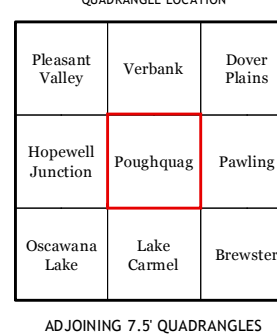 QUADRANGLE LOCATION
Pleasant
Valley
Verbank
Dover
Plains
Hopewell
Junction
Poughquag
Pawling
Oscawana
Lake
Lake
Carmel
Brewster
ADJOINING 7.5' QUADRANGLES